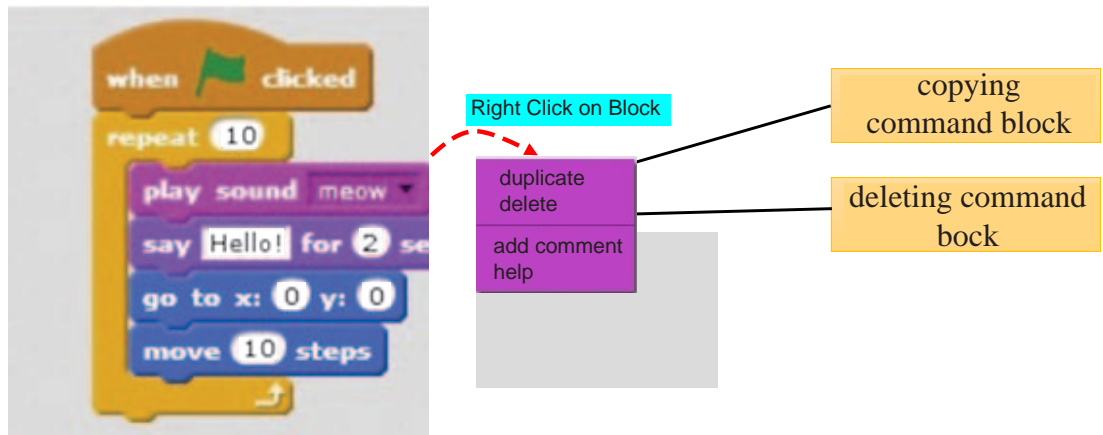 when clicked
repeat 10
play sound meow
say Hello! for 2 se
go to x: 0 y: 0
move 10 steps
Right Click on Block
duplicate
delete
add comment
help
copying
command block
deleting command
bock